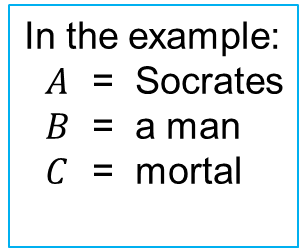 In the example:
A = Socrates
B = a man
C = mortal